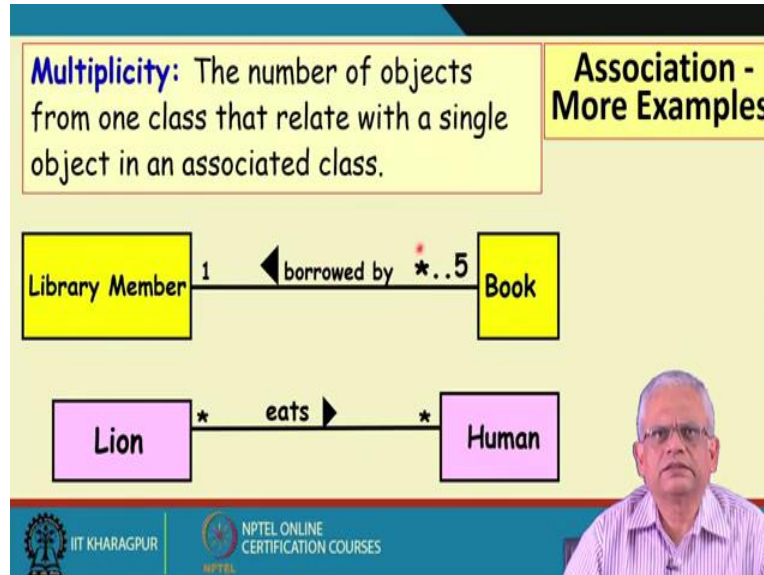 Multiplicity: The number of objects
from one class that relate with a single
object in an associated class.
Association -
More Examples
Library Member
1
borrowed by
*..5
Book
Lion
*
eats
*
Human
IIT KHARAGPUR
NPTEL ONLINE
CERTIFICATION COURSES
NPTEL